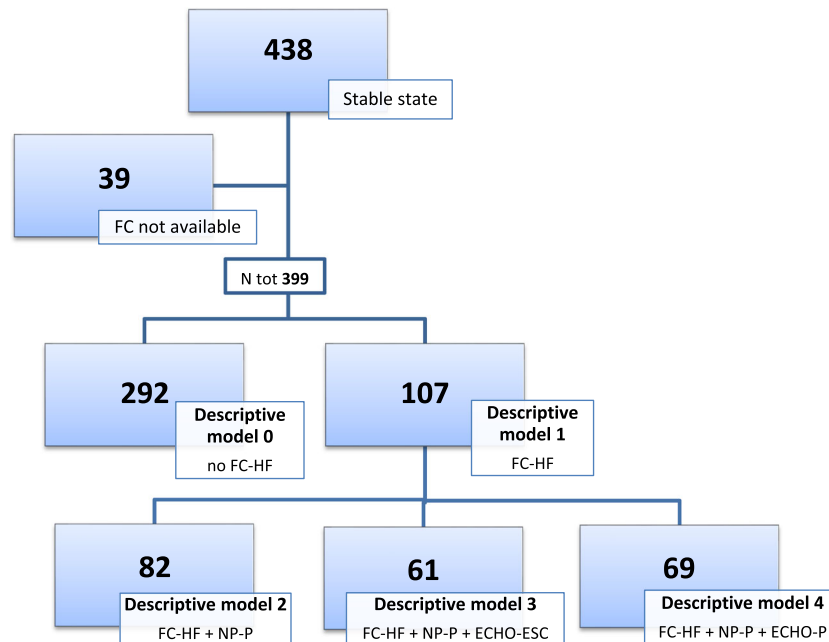 438
Stable state
39
FC not available
N tot 399
292
Descriptive
model 0
no FC-HF
107
Descriptive
model 1
FC-HF
82
Descriptive model 2
FC-HF + NP-P
61
Descriptive model 3
FC-HF + NP-P + ECHO-ESC
69
Descriptive model 4
FC-HF + NP-P + ECHO-P